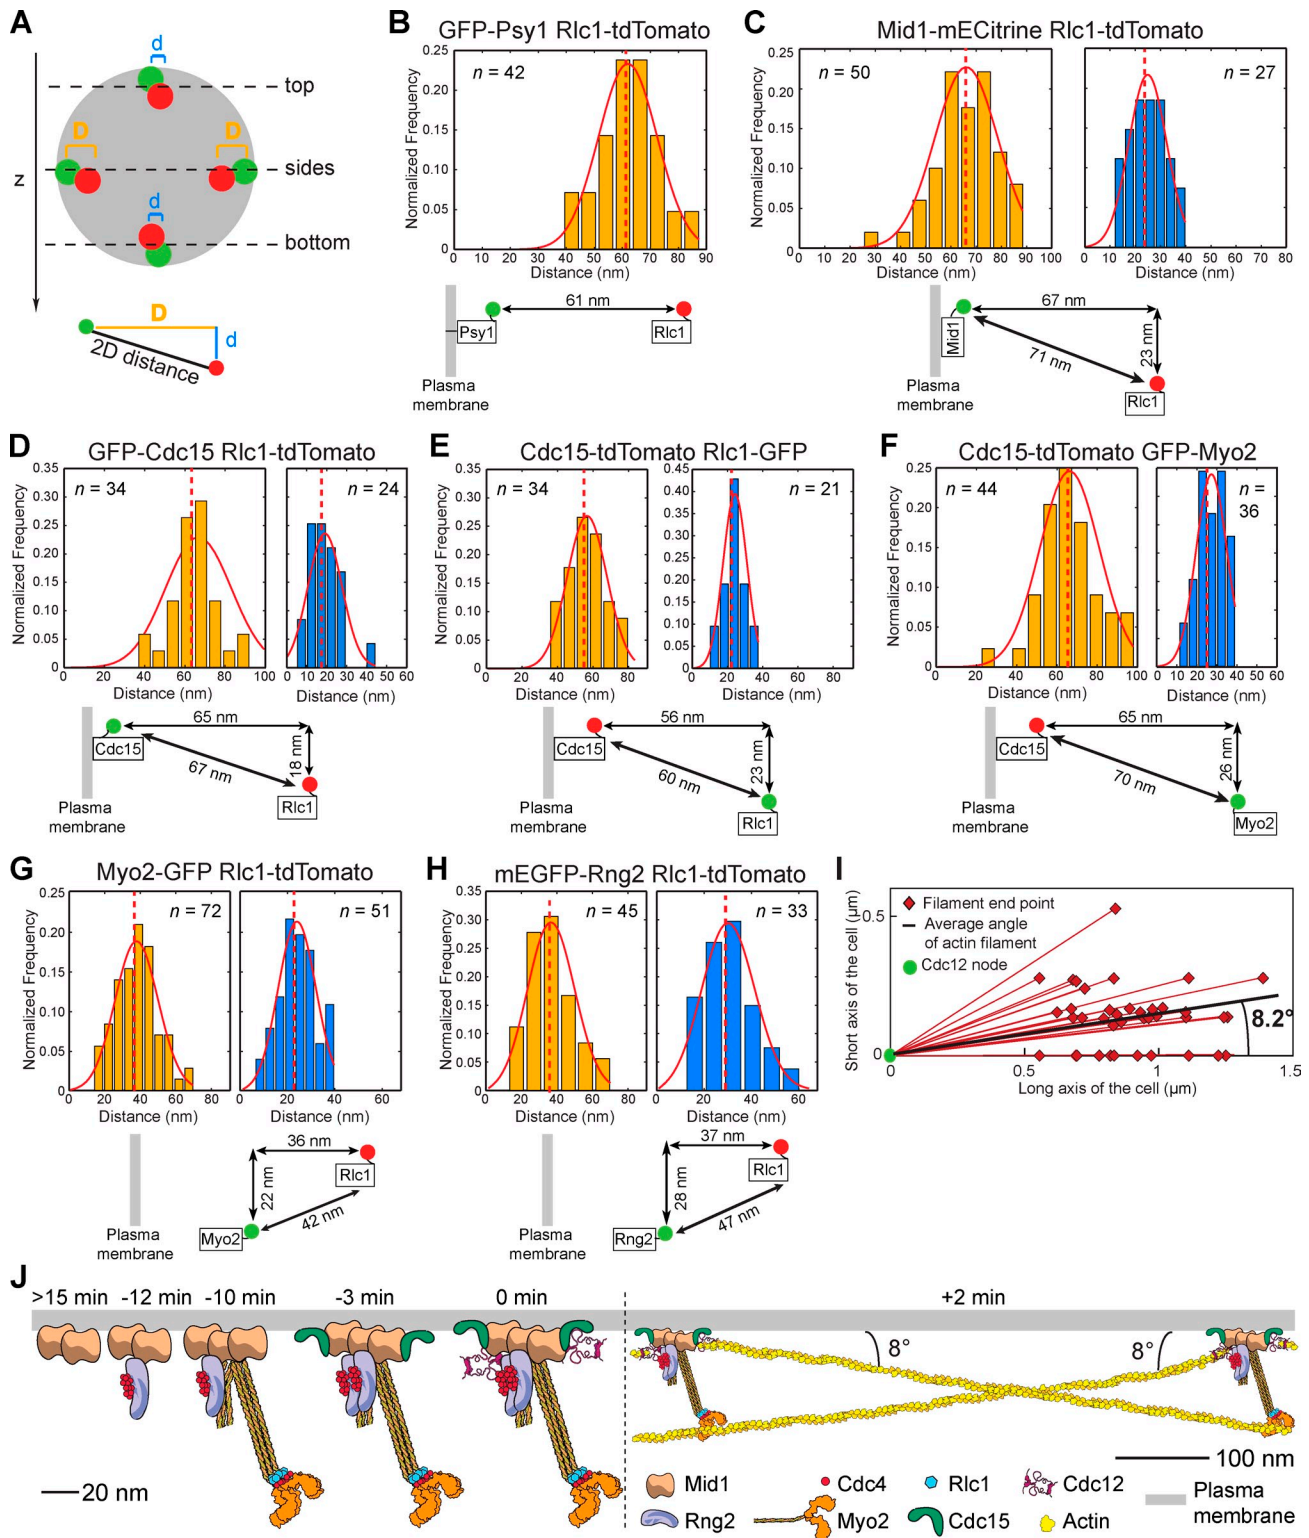 A
d
top
D
D
sides
z
d
bottom
D
d
2D distance
B
GFP-Psy1 Rlc1-tdTomato
n = 42
Normalized Frequency
0.25
0.20
0.15
0.10
0.05
0
0 10 20 30 40 50 60 70 80 90
Distance (nm)
61 nm
Psy1
Rlc1
Plasma
membrane
C
Mid1-mECitrine Rlc1-tdTomato
n = 50
n = 27
Normalized Frequency
0.25
0.20
0.15
0.10
0.05
0
0 10 20 30 40 50 60 70 80 90 100
0 10 20 30 40 50 60 70 80
Distance (nm)
Distance (nm)
67 nm
Mid1
71 nm
23 nm
Rlc1
Plasma
membrane
D
GFP-Cdc15 Rlc1-tdTomato
n = 34
n = 24
Normalized Frequency
0.35
0.30
0.25
0.20
0.15
0.10
0.05
0
0 20 40 60 80 100
0 10 20 30 40 50 60
Distance (nm)
Distance (nm)
65 nm
Cdc15
67 nm
18 nm
Rlc1
Plasma
membrane
E
Cdc15-tdTomato Rlc1-GFP
n = 34
n = 21
Normalized Frequency
0.35
0.30
0.25
0.20
0.15
0.10
0.05
0
0.45
0.40
0.35
0.30
0.25
0.20
0.15
0.10
0.05
0
0 20 40 60 80
0 20 40 60 80
Distance (nm)
Distance (nm)
56 nm
Cdc15
60 nm
23 nm
Rlc1
Plasma
membrane
F
Cdc15-tdTomato GFP-Myo2
n = 44
n =
36
Normalized Frequency
0.25
0.20
0.15
0.10
0.05
0
0 20 40 60 80 100
0 10 20 30 40 50 60
Distance (nm)
Distance (nm)
65 nm
Cdc15
70 nm
26 nm
Myo2
Plasma
membrane
G
Myo2-GFP Rlc1-tdTomato
n = 72
n = 51
Normalized Frequency
0.25
0.20
0.15
0.10
0.05
0
0 20 40 60 80
0 20 40 60
Distance (nm)
Distance (nm)
36 nm
22 nm
Rlc1
42 nm
Myo2
Plasma
membrane
H
mEGFP-Rng2 Rlc1-tdTomato
n = 45
n = 33
Normalized Frequency
0.35
0.30
0.25
0.20
0.15
0.10
0.05
0
0 20 40 60 80
0 10 20 30 40 50 60
Distance (nm)
Distance (nm)
37 nm
28 nm
Rlc1
47 nm
Rng2
Plasma
membrane
I
Short axis of the cell (μm)
0.5
0
Filament end point
Average angle
of actin filament
Cdc12 node
8.2°
0 0.5 1 1.5
Long axis of the cell (μm)
J
>15 min -12 min -10 min -3 min 0 min +2 min
8° 8°
20 nm
100 nm
Mid1 Cdc4 Rlc1 Cdc12
Rng2 Myo2 Cdc15 Actin
Plasma
membrane